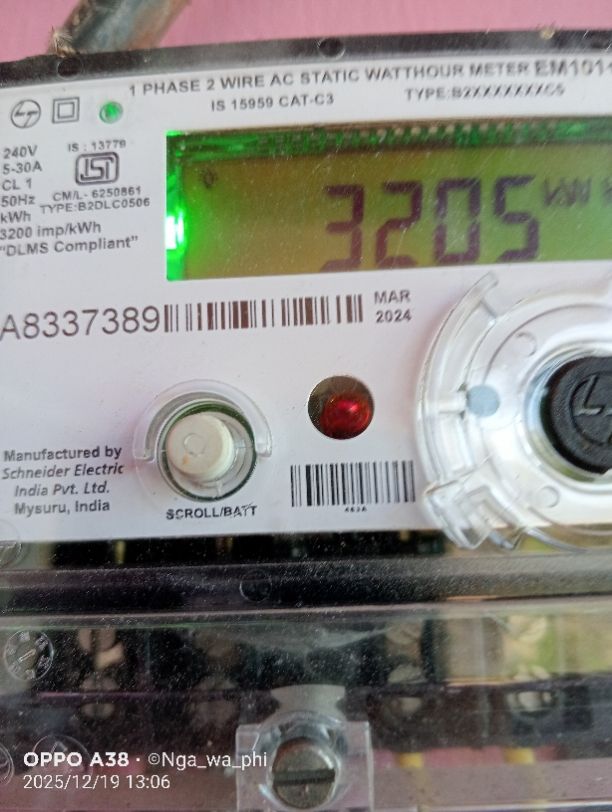 1 PHASE 2 WIRE AC STATIC WATTHOUR METER EM101+
IS 15959 CAT-C3
TYPE:B2XXXXXXXXC5
240V
5-30A
CL 1
50Hz
kWh
3200 imp/kWh
"DLMS Compliant"
IS : 13779
ISI
CM/L- 6250861
TYPE:B2DLC0506
3205
kW
A8337389
MAR
2024
Manufactured by
Schneider Electric
India Pvt. Ltd.
Mysuru, India
SCROLL/BATT
OPPO A38 · ©Nga_wa_phi
2025/12/19 13:06